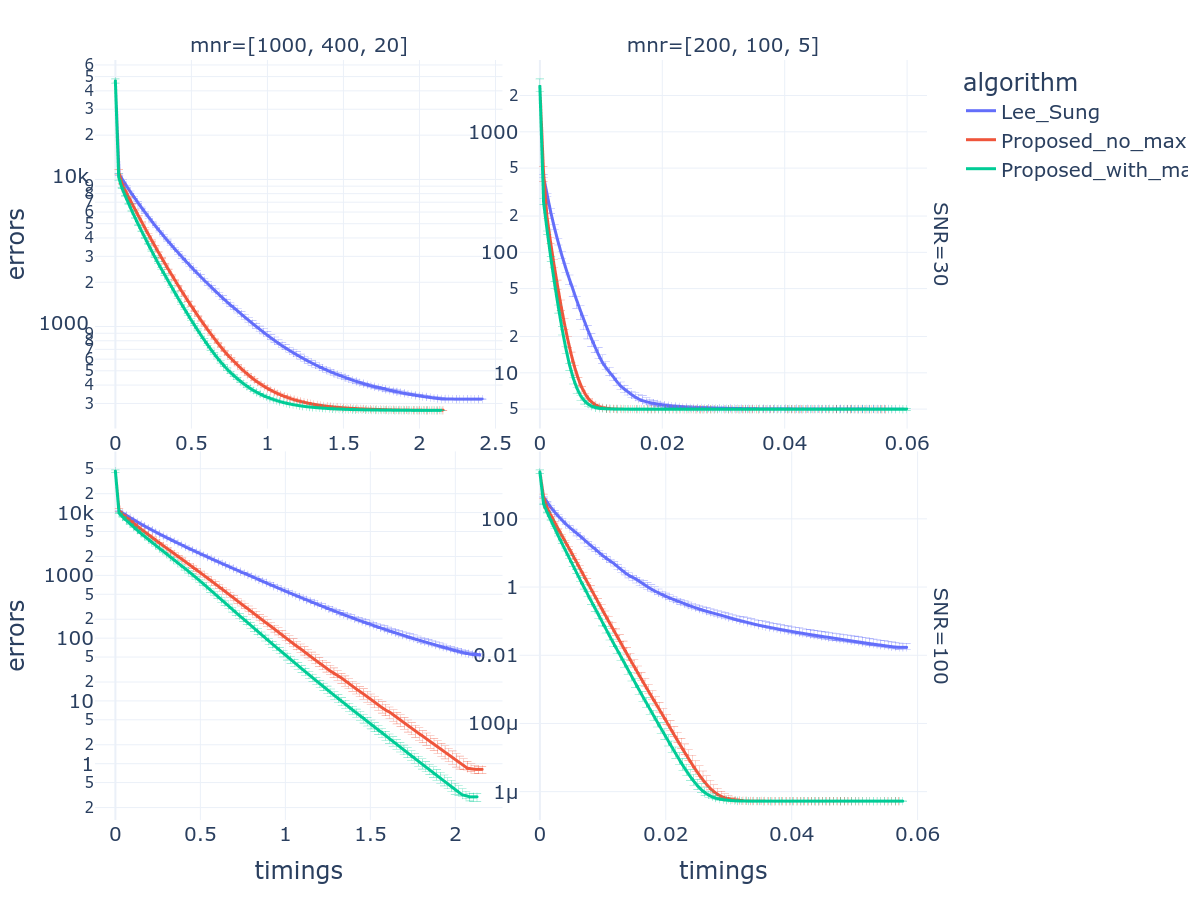 mnr=[1000, 400, 20]
mnr=[200, 100, 5]
algorithm
Lee_Sung
Proposed_no_max
Proposed_with_ma
errors
6
5
4
3
2
10k
9
8
7
6
5
4
3
2
1000
9
8
7
6
5
4
3
0 0.5 1 1.5 2 2.5
2
1000
5
2
100
5
2
10
5
0 0.02 0.04 0.06
SNR=30
errors
5
2
10k
5
2
1000
5
2
100
5
2
10
5
2
1
5
2
0 0.5 1 1.5 2
timings
100
1
0.01
100µ
1µ
0 0.02 0.04 0.06
timings
SNR=100